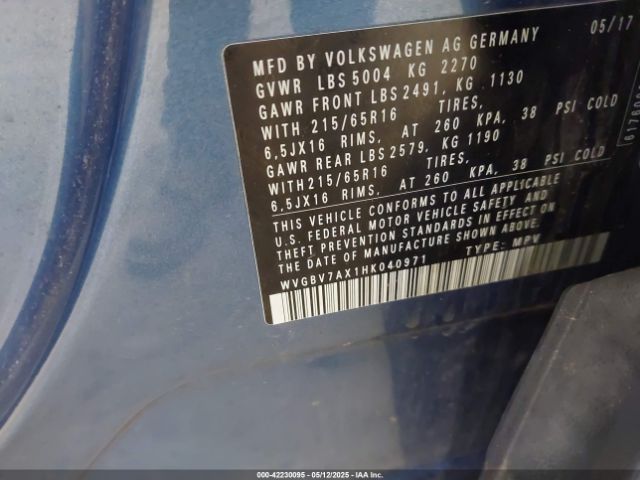 MFD BY VOLKSWAGEN AG GERMANY 05/17
GVWR LBS 5004 KG 2270
GAWR FRONT LBS 2491, KG 1130
WITH 215/65R16 TIRES,
6,5JX16 RIMS, AT 260 KPA, 38 PSI COLD
GAWR REAR LBS 2579, KG 1190
WITH 215/65R16 TIRES,
6,5JX16 RIMS, AT 260 KPA, 38 PSI COLD
THIS VEHICLE CONFORMS TO ALL APPLICABLE
U.S. FEDERAL MOTOR VEHICLE SAFETY AND
THEFT PREVENTION STANDARDS IN EFFECT ON
THE DATE OF MANUFACTURE SHOWN ABOVE.
WVGBV7AX1HK040971 TYPE: MPV
000-42230095 - 05/12/2025 - IAA Inc.